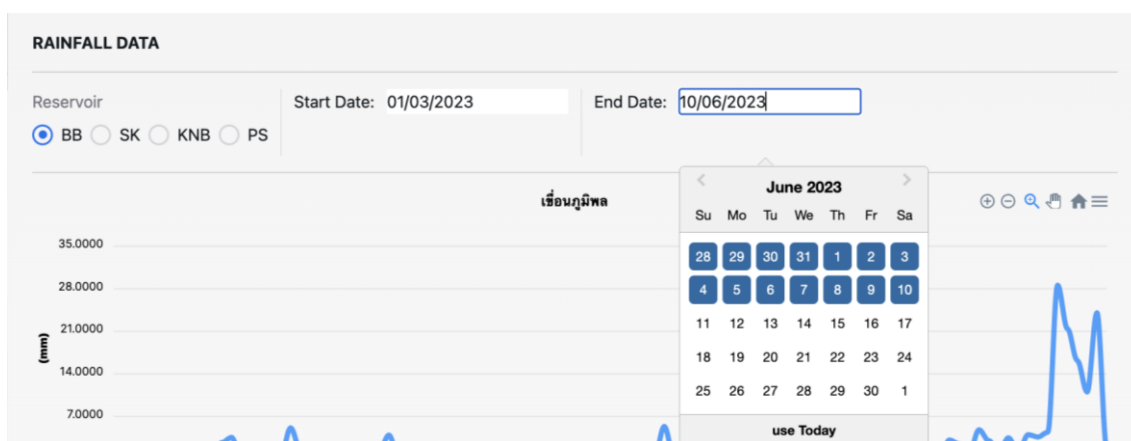 RAINFALL DATA
Reservoir
BB SK KNB PS
Start Date: 01/03/2023
End Date: 10/06/2023
เขื่อนภูมิพล
June 2023
Su Mo Tu We Th Fr Sa
28 29 30 31 1 2 3
4 5 6 7 8 9 10
11 12 13 14 15 16 17
18 19 20 21 22 23 24
25 26 27 28 29 30 1
use Today
(mm)
35.0000
28.0000
21.0000
14.0000
7.0000